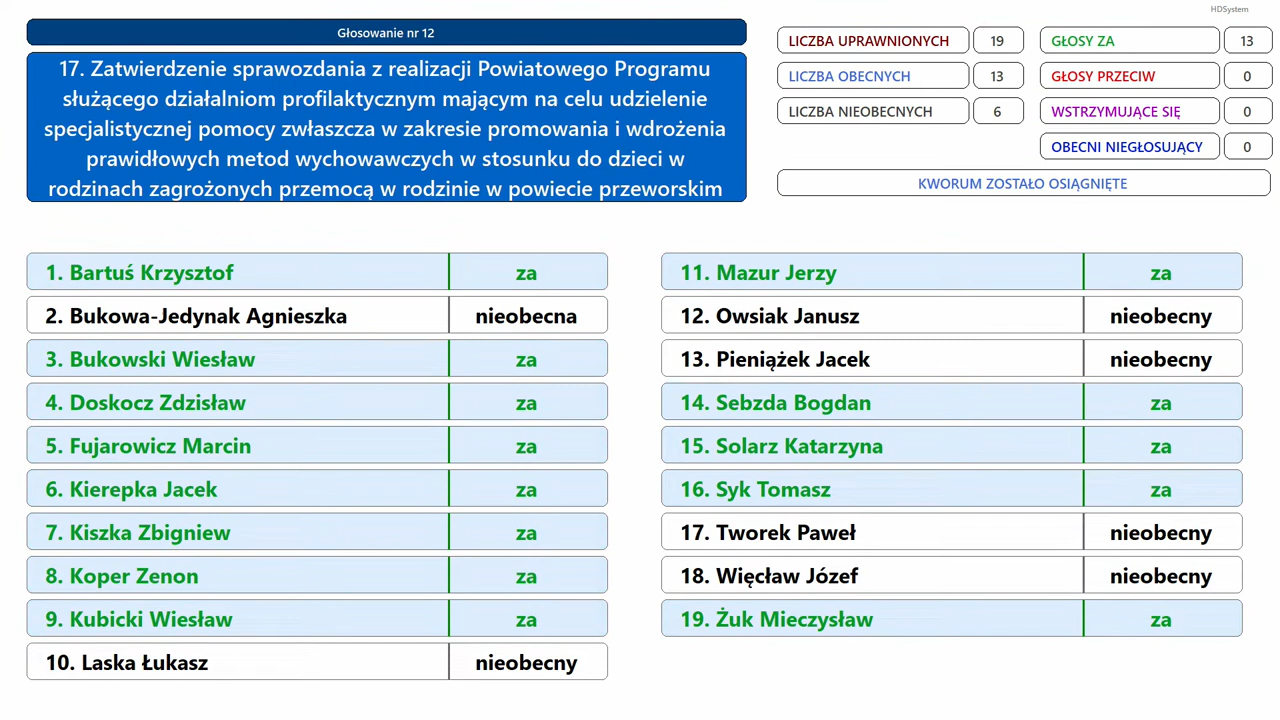 HDSystem
Głosowanie nr 12
17. Zatwierdzenie sprawozdania z realizacji Powiatowego Programu
służącego działalniom profilaktycznym mającym na celu udzielenie
specjalistycznej pomocy zwłaszcza w zakresie promowania i wdrożenia
prawidłowych metod wychowawczych w stosunku do dzieci w
rodzinach zagrożonych przemocą w rodzinie w powiecie przeworskim
LICZBA UPRAWNIONYCH 19
LICZBA OBECNYCH 13
LICZBA NIEOBECNYCH 6
GŁOSY ZA 13
GŁOSY PRZECIW 0
WSTRZYMUJĄCE SIĘ 0
OBECNI NIEGŁOSUJĄCY 0
KWORUM ZOSTAŁO OSIĄGNIĘTE
1. Bartuś Krzysztof za
2. Bukowa-Jedynak Agnieszka nieobecna
3. Bukowski Wiesław za
4. Doskocz Zdzisław za
5. Fujarowicz Marcin za
6. Kierepka Jacek za
7. Kiszka Zbigniew za
8. Koper Zenon za
9. Kubicki Wiesław za
10. Laska Łukasz nieobecny
11. Mazur Jerzy za
12. Owsiak Janusz nieobecny
13. Pieniążek Jacek nieobecny
14. Sebzda Bogdan za
15. Solarz Katarzyna za
16. Syk Tomasz za
17. Tworek Paweł nieobecny
18. Więcław Józef nieobecny
19. Żuk Mieczysław za